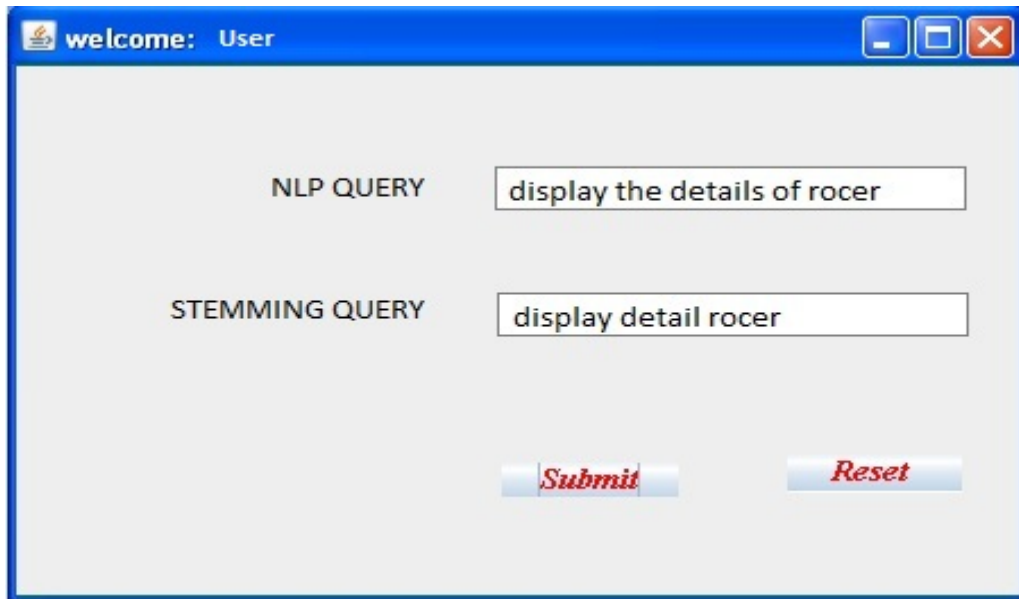 welcome: User
NLP QUERY display the details of rocer
STEMMING QUERY display detail rocer
Submit Reset